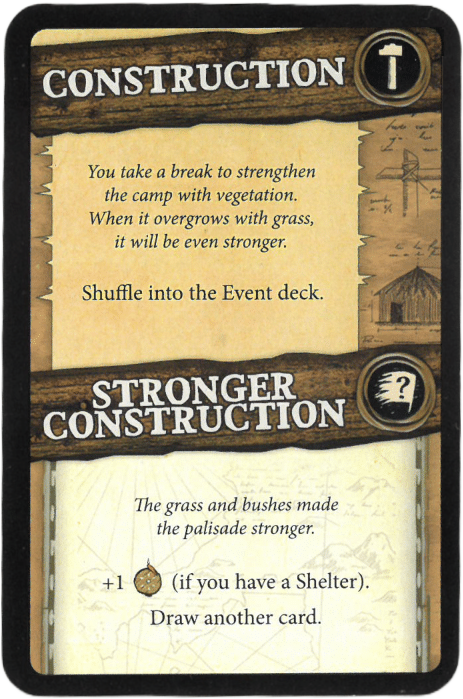 CONSTRUCTION
You take a break to strengthen
the camp with vegetation.
When it overgrows with grass,
it will be even stronger.
Shuffle into the Event deck.
STRONGER
CONSTRUCTION
?
The grass and bushes made
the palisade stronger.
+1 (if you have a Shelter).
Draw another card.